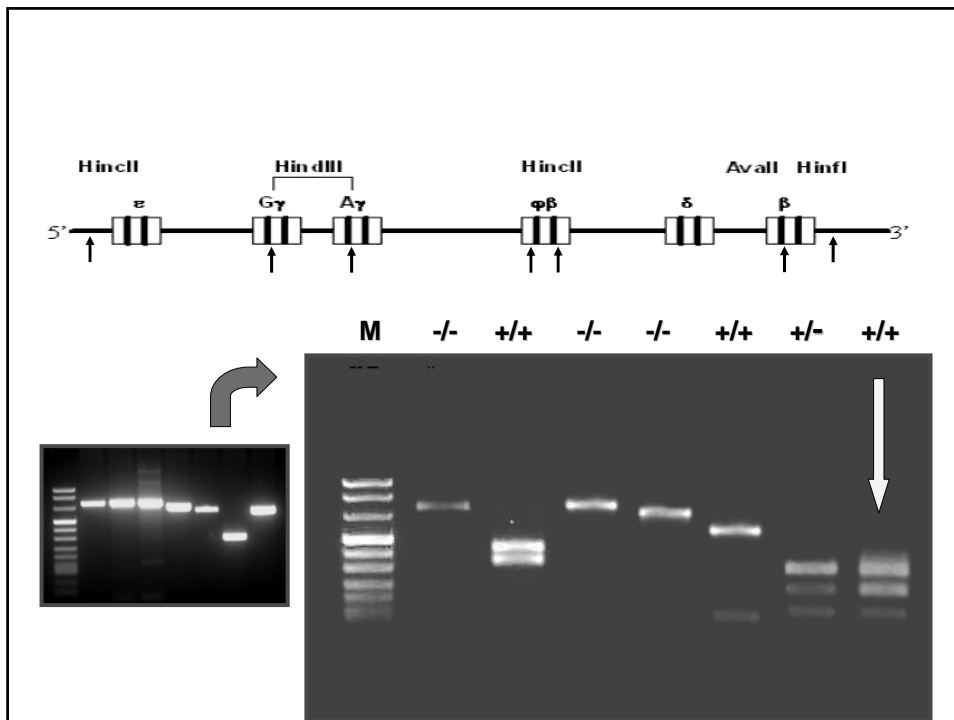 HincII HindIII HincII AvaII HinfI
ε Gγ Aγ φβ δ β
5’ 3’
M -/- +/+ -/- -/- +/+ +/- +/+